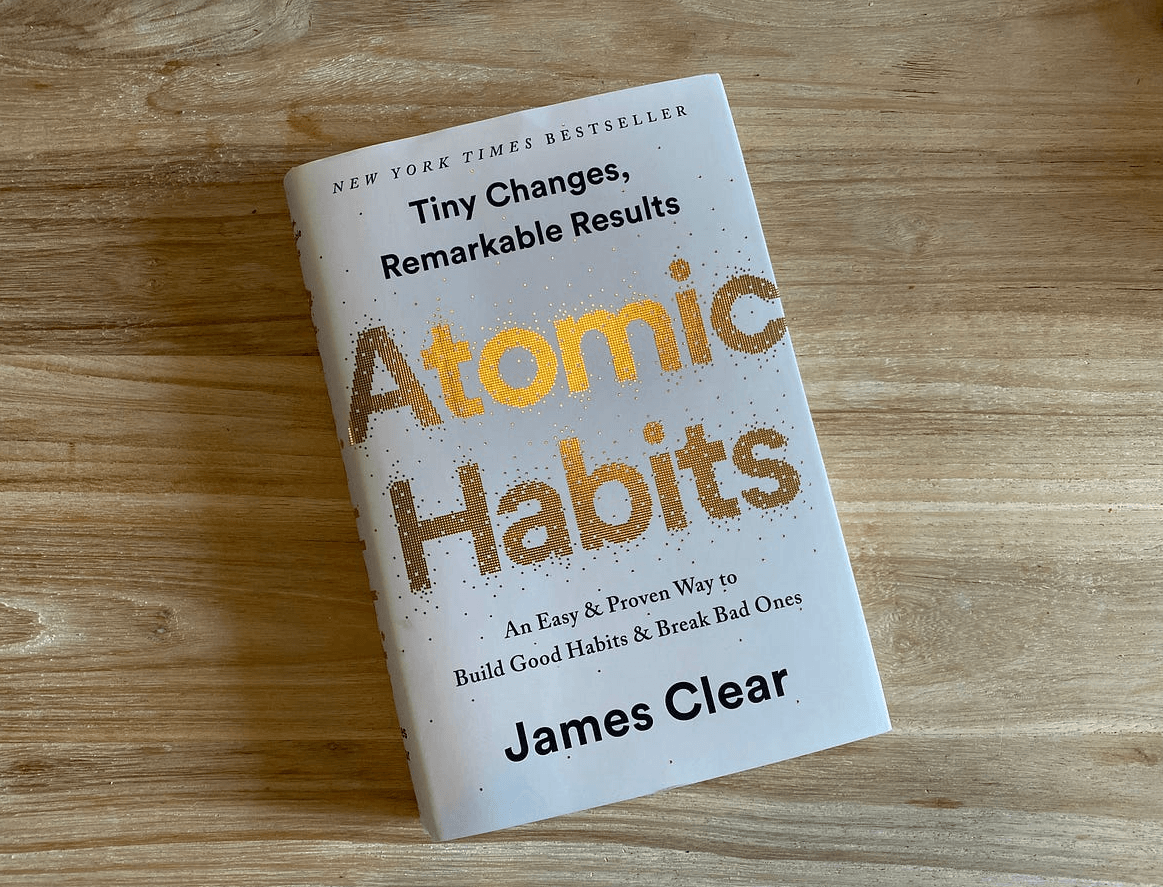 NEW YORK TIMES BESTSELLER
Tiny Changes,
Remarkable Results
Atomic
Habits
An Easy & Proven Way to
Build Good Habits & Break Bad Ones
James Clear